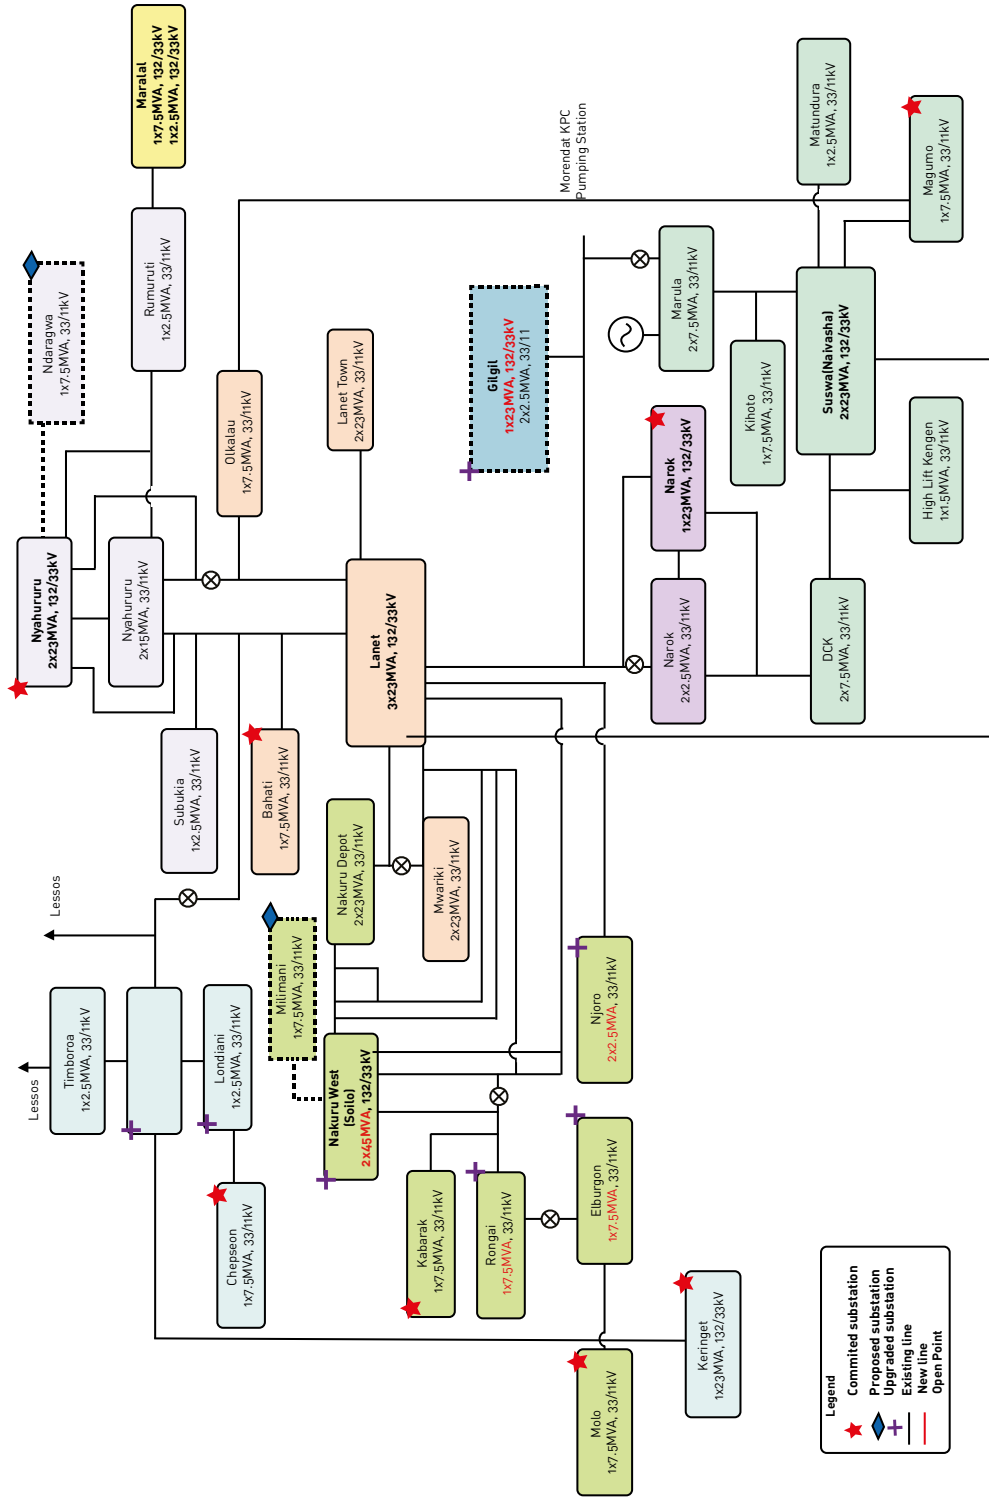 Maralal
1x7.5MVA, 132/33kV
1x2.5MVA, 132/33kV
Ndaragwa
1x7.5MVA, 33/11kV
Rumuruti
1x2.5MVA, 33/11kV
Nyahururu
2x23MVA, 132/33kV
Nyahururu
2x15MVA, 33/11kV
Olkalau
1x7.5MVA, 33/11kV
Lanet Town
2x23MVA, 33/11kV
Morendat KPC
Pumping Station
Matundura
1x2.5MVA, 33/11kV
Magumo
1x7.5MVA, 33/11kV
Gilgil
1x23MVA, 132/33kV
2x2.5MVA, 33/11
Marula
2x7.5MVA, 33/11kV
Kihoto
1x7.5MVA, 33/11kV
Suswa(Naivasha)
2x23MVA, 132/33kV
High Lift Kengen
1x1.5MVA, 33/11kV
Narok
1x23MVA, 132/33kV
Narok
2x2.5MVA, 33/11kV
DCK
2x7.5MVA, 33/11kV
Lanet
3x23MVA, 132/33kV
Subukia
1x2.5MVA, 33/11kV
Bahati
1x7.5MVA, 33/11kV
Nakuru Depot
2x23MVA, 33/11kV
Mwariki
2x23MVA, 33/11kV
Milimani
1x7.5MVA, 33/11kV
Lessos
Lessos
Timboroa
1x2.5MVA, 33/11kV
Londiani
1x2.5MVA, 33/11kV
Chepseon
1x7.5MVA, 33/11kV
Nakuru West
(Soilo)
2x45MVA, 132/33kV
Njoro
2x2.5MVA, 33/11kV
Kabarak
1x7.5MVA, 33/11kV
Rongai
1x7.5MVA, 33/11kV
Elburgon
1x7.5MVA, 33/11kV
Molo
1x7.5MVA, 33/11kV
Keringet
1x23MVA, 132/33kV
Legend
Commited substation
Proposed substation
Upgraded substation
Existing line
New line
Open Point